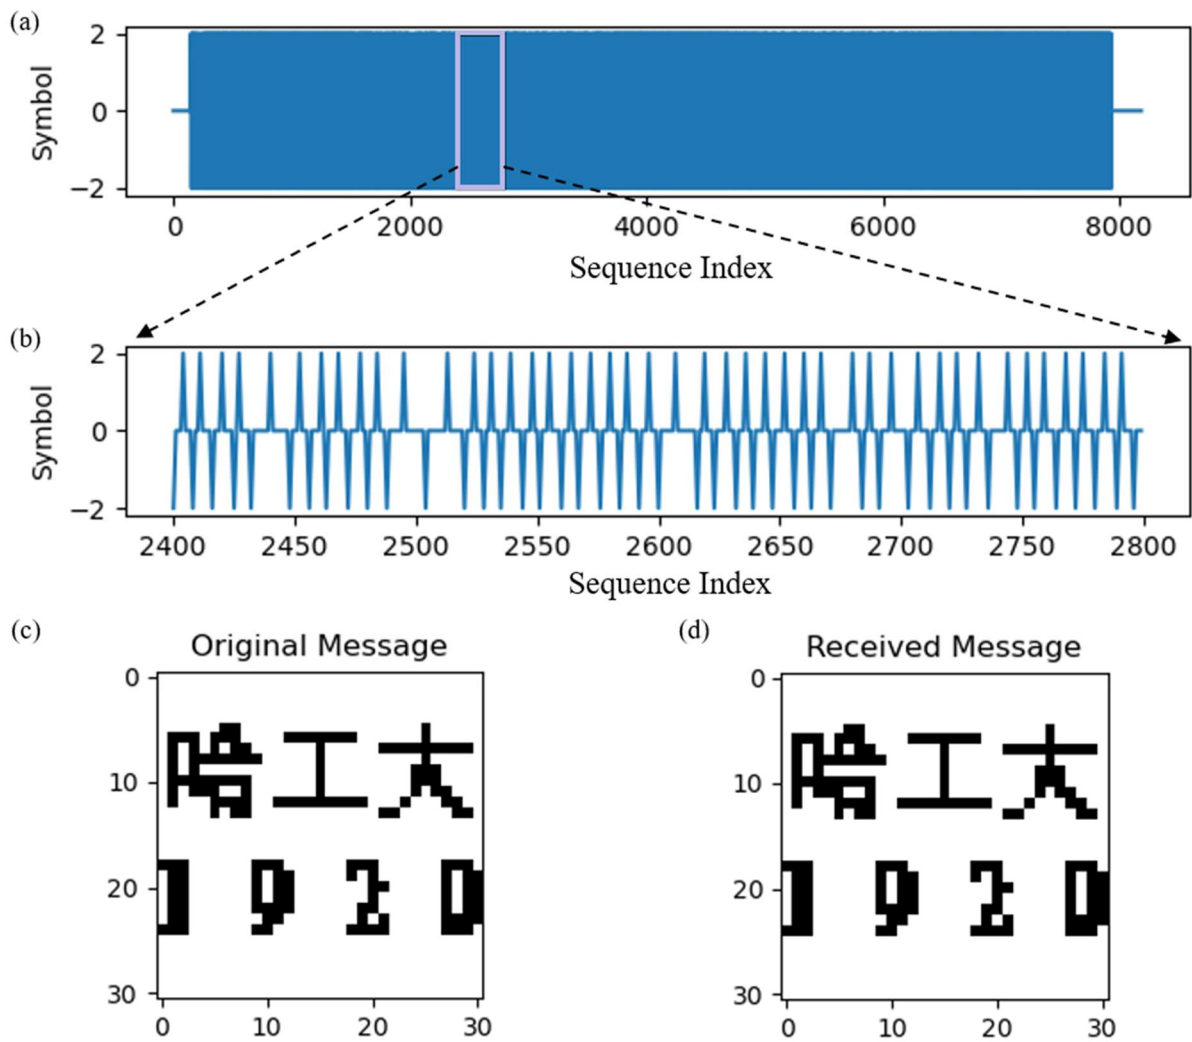 (a)
2
0
−2
Symbol
0 2000 4000 6000 8000
Sequence Index
(b)
2
0
−2
Symbol
2400 2450 2500 2550 2600 2650 2700 2750 2800
Sequence Index
(c)
Original Message
0
10
20
30
0 10 20 30
哈工大
1920
(d)
Received Message
0
10
20
30
0 10 20 30
哈工大
1920